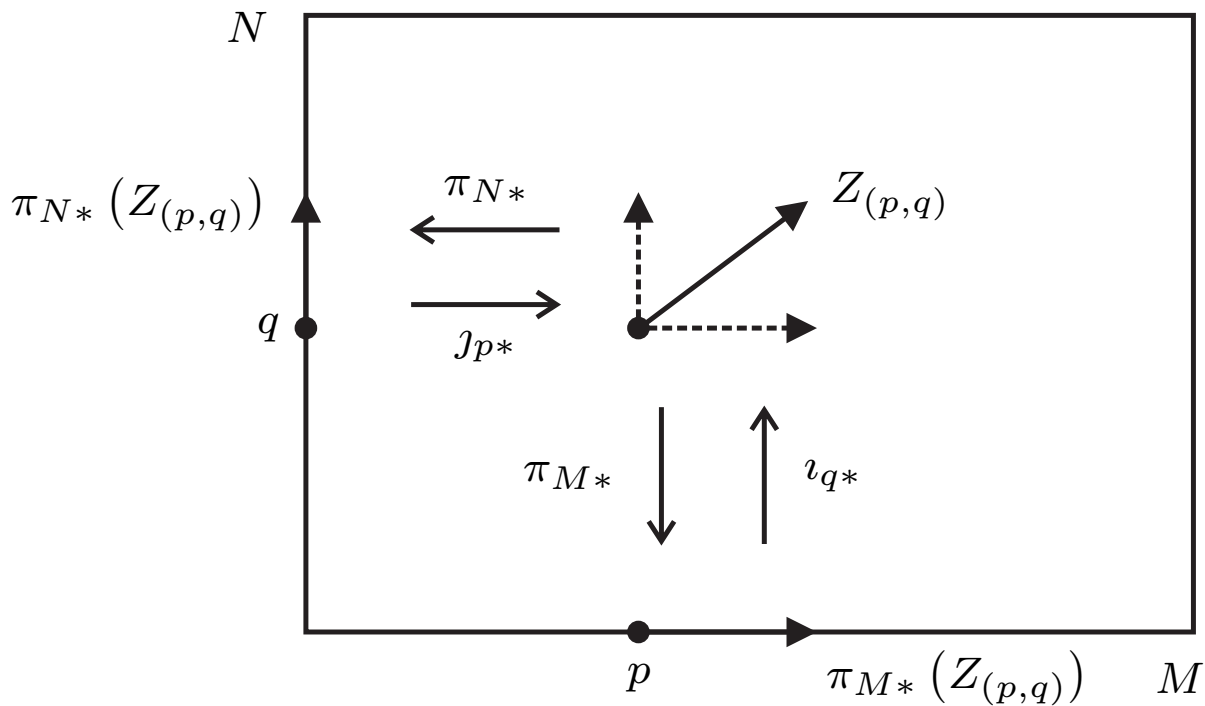 N
π_{N*} (Z_{(p,q)})
π_{N*}
Z_{(p,q)}
q
ȷ_{p*}
π_{M*}
ı_{q*}
p
π_{M*} (Z_{(p,q)})
M